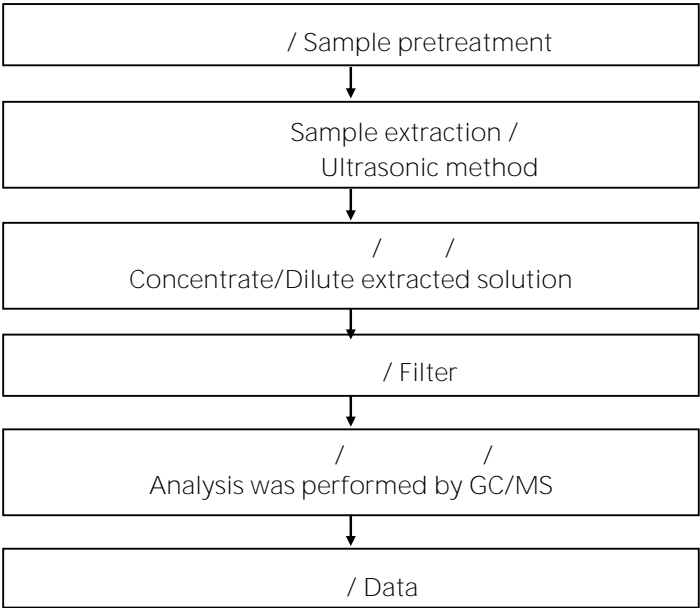 / Sample pretreatment
Sample extraction /
Ultrasonic method
/ /
Concentrate/Dilute extracted solution
/ Filter
/ /
Analysis was performed by GC/MS
/ Data